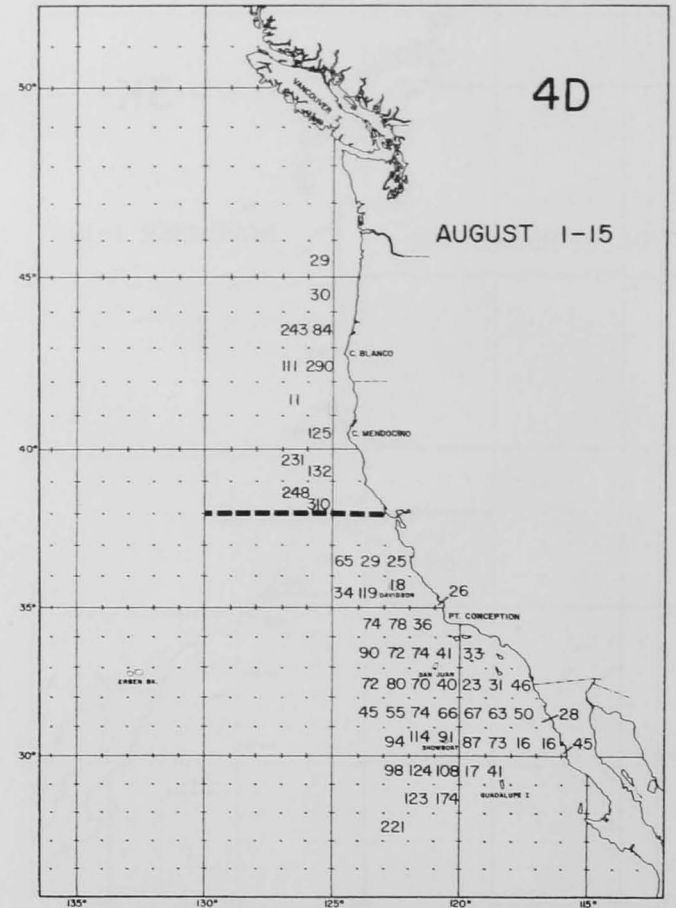 4D
AUGUST 1-15
50°
VANCOUVER
45°
29
30
243 84
C. BLANCO
111 290
11
125
C. MENDOCINO
40°
231
132
248
310
65 29 25
18
34 119 DAVIDSON 26
35°
PT. CONCEPTION
74 78 36
90 72 74 41 33
SAN JUAN
ERBEN BK.
72 80 70 40 23 31 46
45 55 74 66 67 63 50 28
94 114 91 87 73 16 16 45
SHOWBOAT
30°
98 124 108 17 41
GUADALUPE I
123 174
221
135° 130° 125° 120° 115°